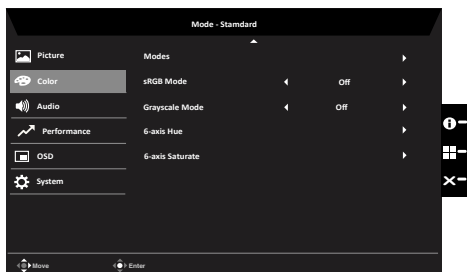 Mode - Stamdard
Picture
Modes
Color
sRGB Mode
Off
Audio
Grayscale Mode
Off
Performance
6-axis Hue
OSD
6-axis Saturate
System
Move
Enter